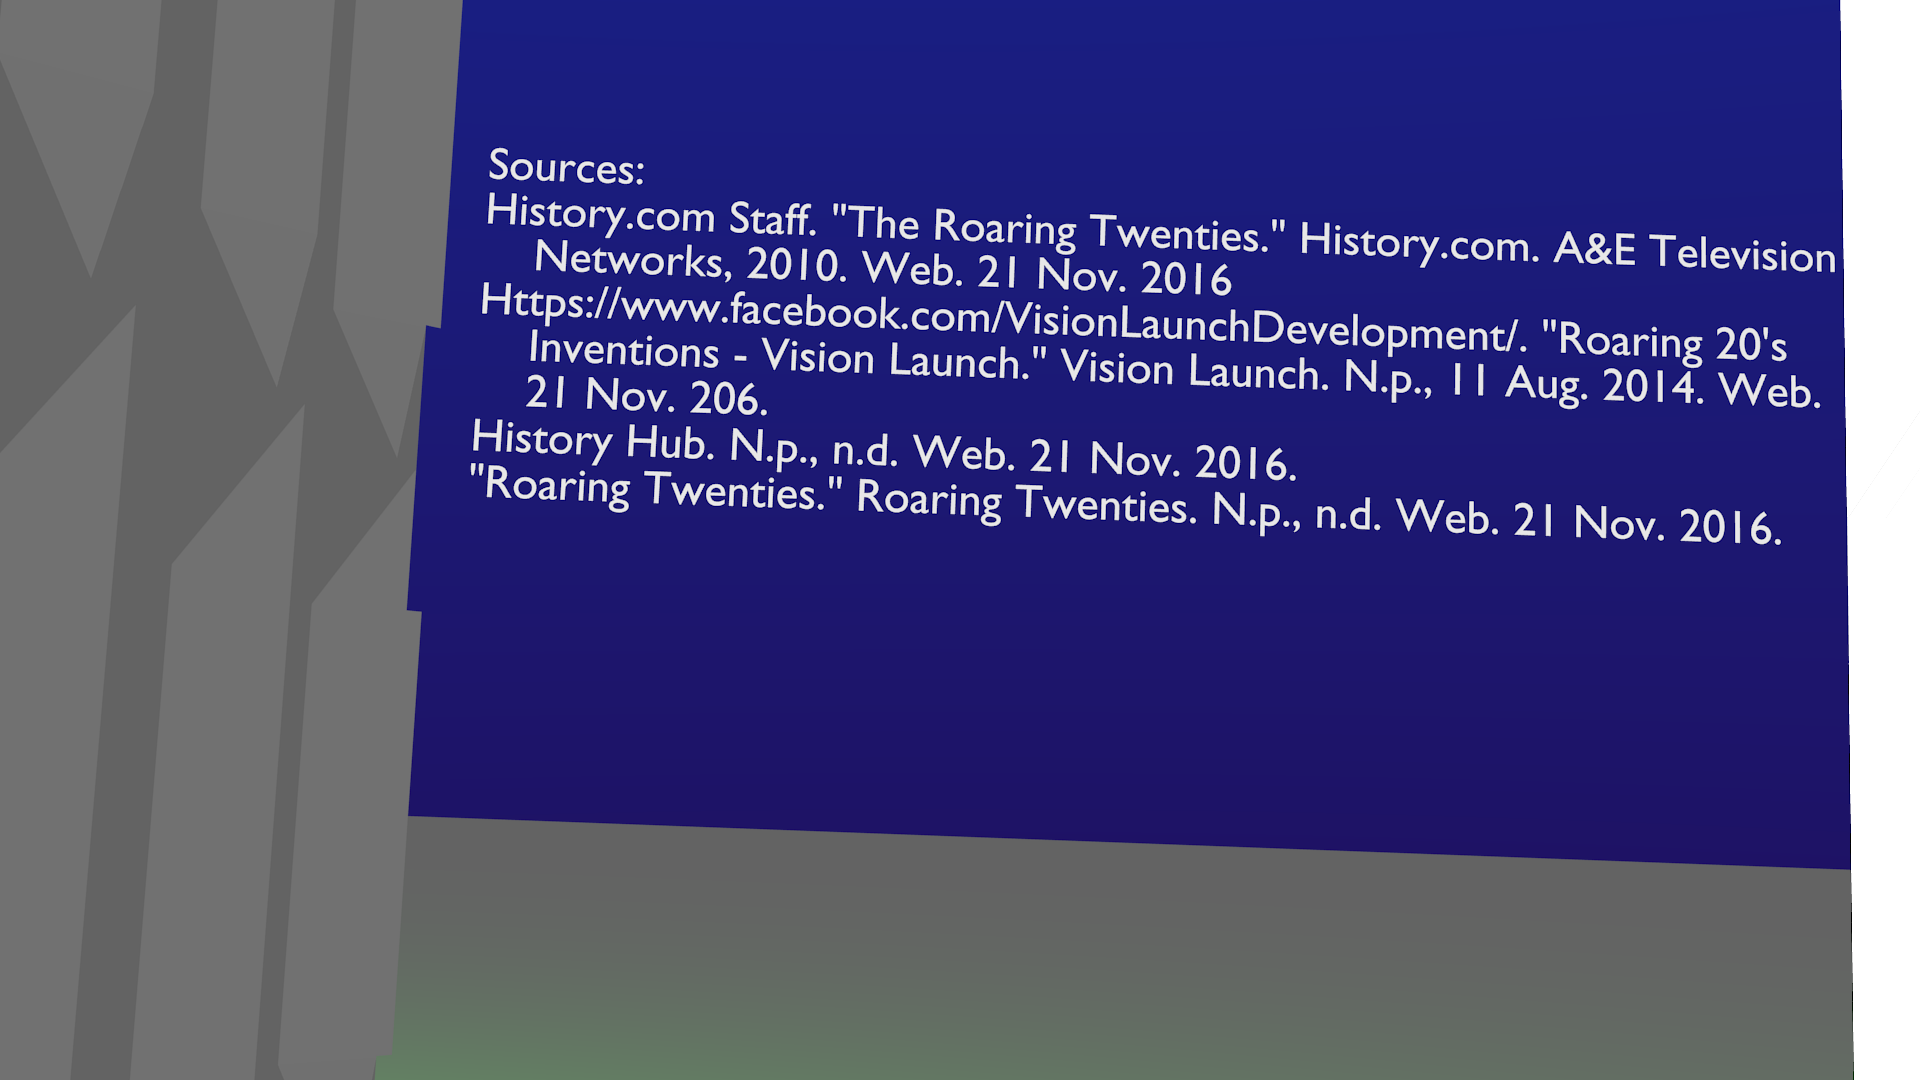 Sources:
History.com Staff. "The Roaring Twenties." History.com. A&E Television
Networks, 2010. Web. 21 Nov. 2016
Https://www.facebook.com/VisionLaunchDevelopment/. "Roaring 20's
Inventions - Vision Launch." Vision Launch. N.p., 11 Aug. 2014. Web.
21 Nov. 206.
History Hub. N.p., n.d. Web. 21 Nov. 2016.
"Roaring Twenties." Roaring Twenties. N.p., n.d. Web. 21 Nov. 2016.